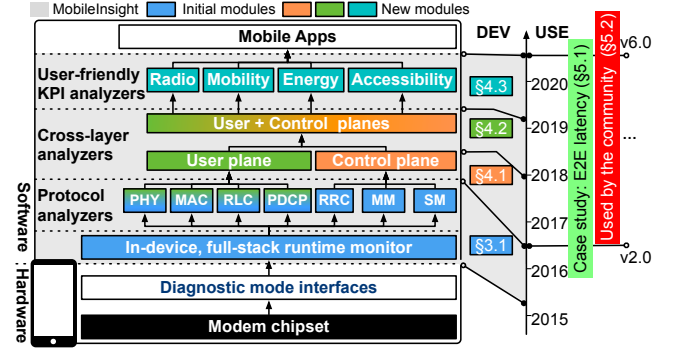 MobileInsight Initial modules New modules
Mobile Apps
DEV USE
v6.0
User-friendly
KPI analyzers
Radio Mobility Energy Accessibility
§4.3
2020
User + Control planes
§4.2
2019
Cross-layer
analyzers
User plane Control plane
§4.1
2018
...
Protocol
analyzers
PHY MAC RLC PDCP RRC MM SM
2017
In-device, full-stack runtime monitor
§3.1
v2.0
2016
Diagnostic mode interfaces
2015
Modem chipset
Software
Hardware
Case study: E2E latency (§5.1)
Used by the community (§5.2)